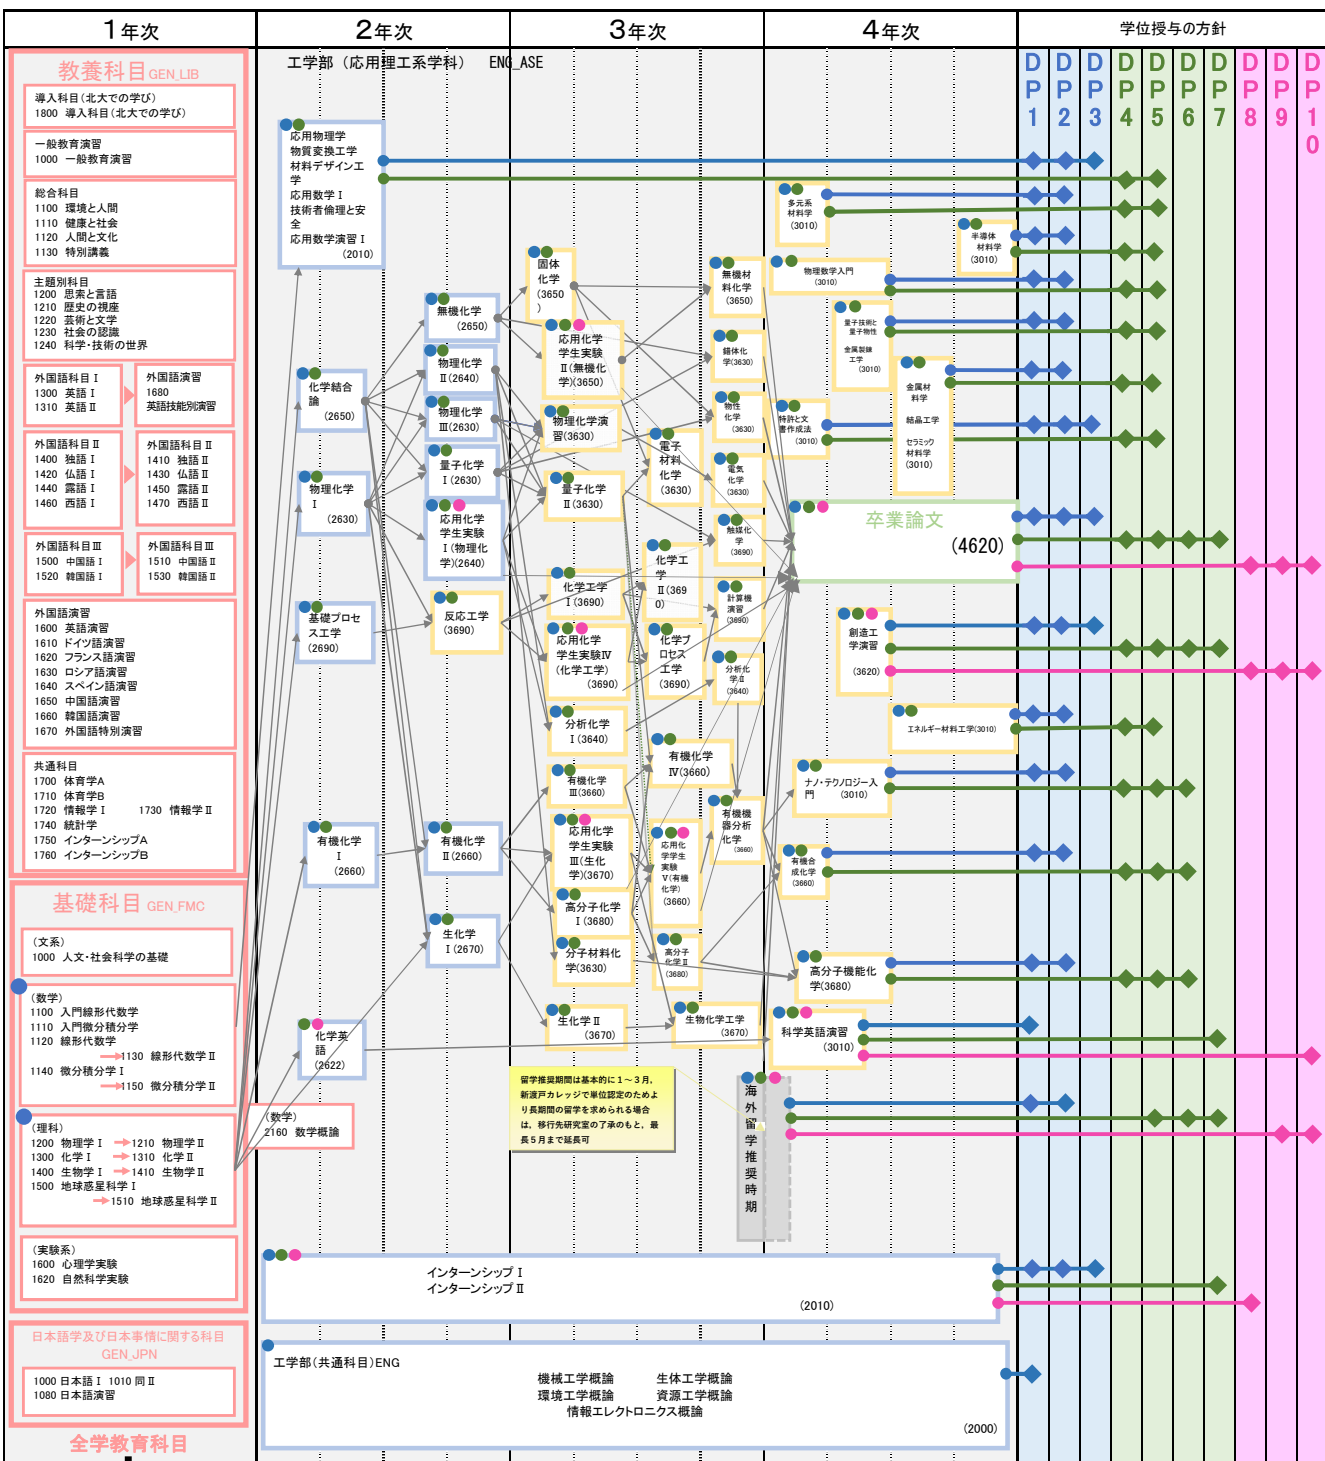 1年次
2年次
3年次
4年次
学位授与の方針
教養科目 GEN_LIB
導入科目(北大での学び)
1800 導入科目(北大での学び)
一般教育演習
1000 一般教育演習
総合科目
1100 環境と人間
1110 健康と社会
1120 人間と文化
1130 特別講義
主題別科目
1200 思索と言語
1210 歴史の視座
1220 芸術と文学
1230 社会の認識
1240 科学・技術の世界
外国語科目Ⅰ
1300 英語Ⅰ
1310 英語Ⅱ
外国語演習
1680
英語技能別演習
外国語科目Ⅱ
1400 独語Ⅰ
1420 仏語Ⅰ
1440 露語Ⅰ
1460 西語Ⅰ
外国語科目Ⅱ
1410 独語Ⅱ
1430 仏語Ⅱ
1450 露語Ⅱ
1470 西語Ⅱ
外国語科目Ⅲ
1500 中国語Ⅰ
1520 韓国語Ⅰ
外国語科目Ⅲ
1510 中国語Ⅱ
1530 韓国語Ⅱ
外国語演習
1600 英語演習
1610 ドイツ語演習
1620 フランス語演習
1630 ロシア語演習
1640 スペイン語演習
1650 中国語演習
1660 韓国語演習
1670 外国語特別演習
共通科目
1700 体育学A
1710 体育学B
1720 情報学Ⅰ 1730 情報学Ⅱ
1740 統計学
1750 インターンシップA
1760 インターンシップB
基礎科目 GEN_FMC
(文系)
1000 人文・社会科学の基礎
(数学)
1100 入門線形代数学
1110 入門微分積分学
1120 線形代数学
1130 線形代数学Ⅱ
1140 微分積分学Ⅰ
1150 微分積分学Ⅱ
(理科)
1200 物理学Ⅰ 1210 物理学Ⅱ
1300 化学Ⅰ 1310 化学Ⅱ
1400 生物学Ⅰ 1410 生物学Ⅱ
1500 地球惑星科学Ⅰ
1510 地球惑星科学Ⅱ
(実験系)
1600 心理学実験
1620 自然科学実験
日本語学及び日本事情に関する科目
GEN_JPN
1000 日本語Ⅰ 1010 同Ⅱ
1080 日本語演習
全学教育科目
工学部(応用理工系学科) ENG_ASE
応用物理学
物質変換工学
材料デザイン工
学
応用数学Ⅰ
技術者倫理と安
全
応用数学演習Ⅰ
(2010)
化学結合
論
(2650)
物理化学
Ⅰ
(2630)
基礎プロセ
ス工学
(2690)
有機化学
Ⅰ
(2660)
化学英
語
(2622)
(数学)
2160 数学概論
無機化学
(2650)
物理化学
Ⅱ(2640)
物理化学
Ⅲ(2630)
量子化学
Ⅰ(2630)
応用化学
学生実験
Ⅰ(物理化
学)(2640)
反応工学
(3690)
有機化学
Ⅱ(2660)
生化学
Ⅰ(2670)
固体
化学
(3650
)
応用化学
学生実験
Ⅱ(無機化
学)(3650)
物理化学演
習(3630)
量子化学
Ⅱ(3630)
化学工学
Ⅰ(3690)
応用化学
学生実験Ⅳ
(化学工学)
(3690)
分析化学
Ⅰ(3640)
有機化学
Ⅲ(3660)
応用化学
学生実験
Ⅲ(生化
学)(3670)
高分子化学
Ⅰ(3680)
分子材料化
学(3630)
生化学Ⅱ
(3670)
電子
材料
化学
(3630)
化学工
学
Ⅱ(369
0)
化学プ
ロセス
工学
(3690)
有機化学
Ⅳ(3660)
応用化
学学生
実験
Ⅴ(有機
化学)
(3660)
高分子
化学Ⅱ
(3680)
生物化学工学
(3670)
無機材
料化学
(3650)
錯体化
学(3630)
物性
化学
(3630)
電気
化学
(3630)
触媒化
学
(3690)
計算機
演習
(3690)
分析化
学Ⅱ
(3640)
有機機
器分析
化学
(3660)
多元系
材料学
(3010)
半導体
材料学
(3010)
物理数学入門
(3010)
量子技術と
量子物性
金属製錬
工学
(3010)
金属材
料学
結晶工学
セラミック
材料学
(3010)
特許と文
書作成法
(3010)
卒業論文
(4620)
創造工
学演習
(3620)
エネルギー材料工学(3010)
ナノ・テクノロジー入
門 (3010)
有機合
成化学
(3660)
高分子機能化
学(3680)
科学英語演習
(3010)
留学推奨期間は基本的に1~3月,
新渡戸カレッジで単位認定のためよ
り長期間の留学を求められる場合
は,移行先研究室の了承のもと,最
長5月まで延長可
海外留学推奨時期
インターンシップⅠ
インターンシップⅡ
(2010)
工学部(共通科目)ENG
機械工学概論 生体工学概論
環境工学概論 資源工学概論
情報エレクトロニクス概論
(2000)
DP1
DP2
DP3
DP4
DP5
DP6
DP7
DP8
DP9
DP10